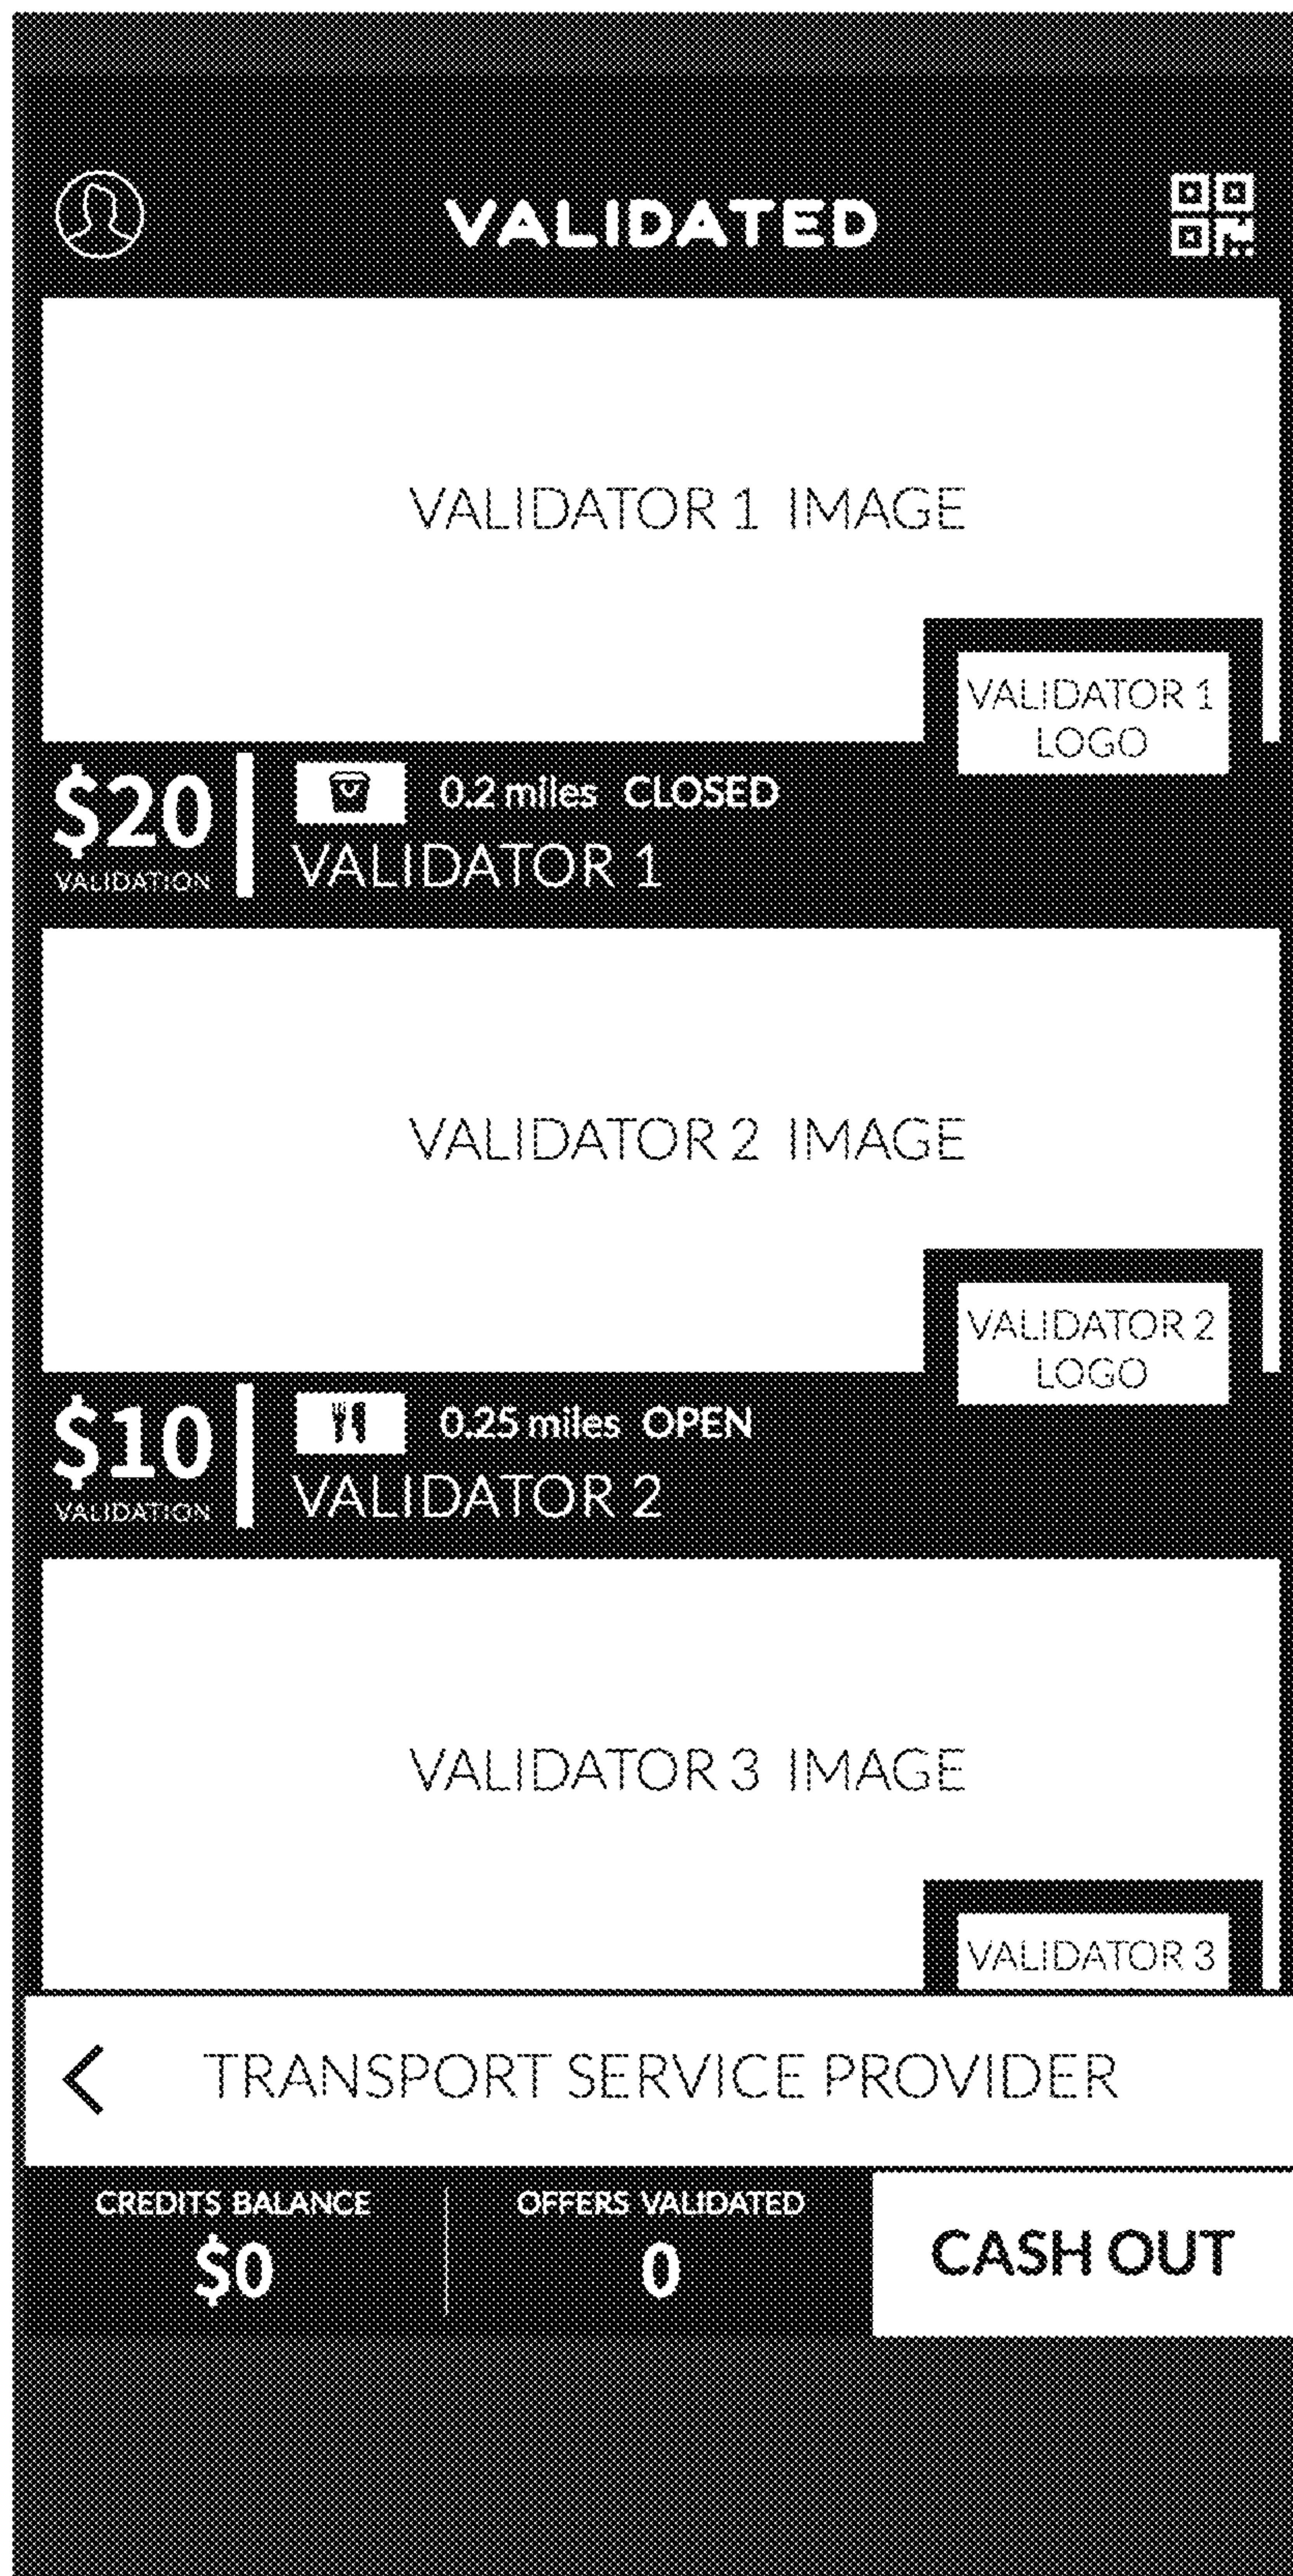 VALIDATED
VALIDATOR 1 IMAGE
VALIDATOR 1
LOGO
$20
VALIDATION
0.2 miles CLOSED
VALIDATOR 1
VALIDATOR 2 IMAGE
VALIDATOR 2
LOGO
$10
VALIDATION
0.25 miles OPEN
VALIDATOR 2
VALIDATOR 3 IMAGE
VALIDATOR 3
TRANSPORT SERVICE PROVIDER
CREDITS BALANCE
$0
OFFERS VALIDATED
0
CASH OUT